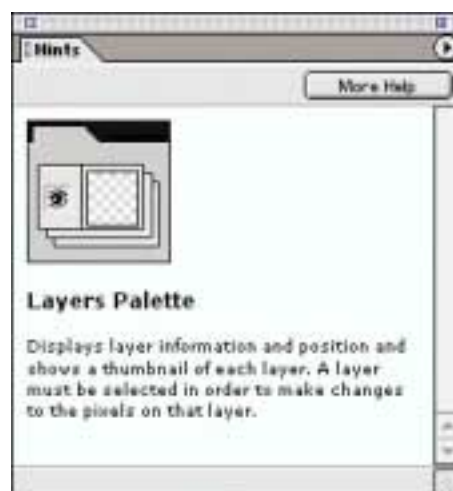 Hints
More Help
Layers Palette
Displays layer information and position and
shows a thumbnail of each layer. A layer
must be selected in order to make changes
to the pixels on that layer.